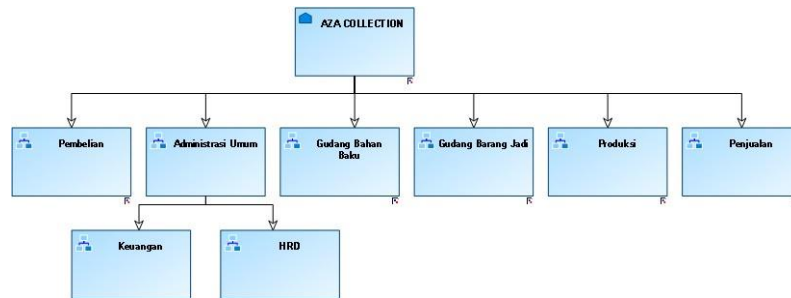 AZA COLLECTION
Pembelian
Administrasi Umum
Gudang Bahan
Baku
Gudang Barang Jadi
Produksi
Penjualan
Keuangan
HRD